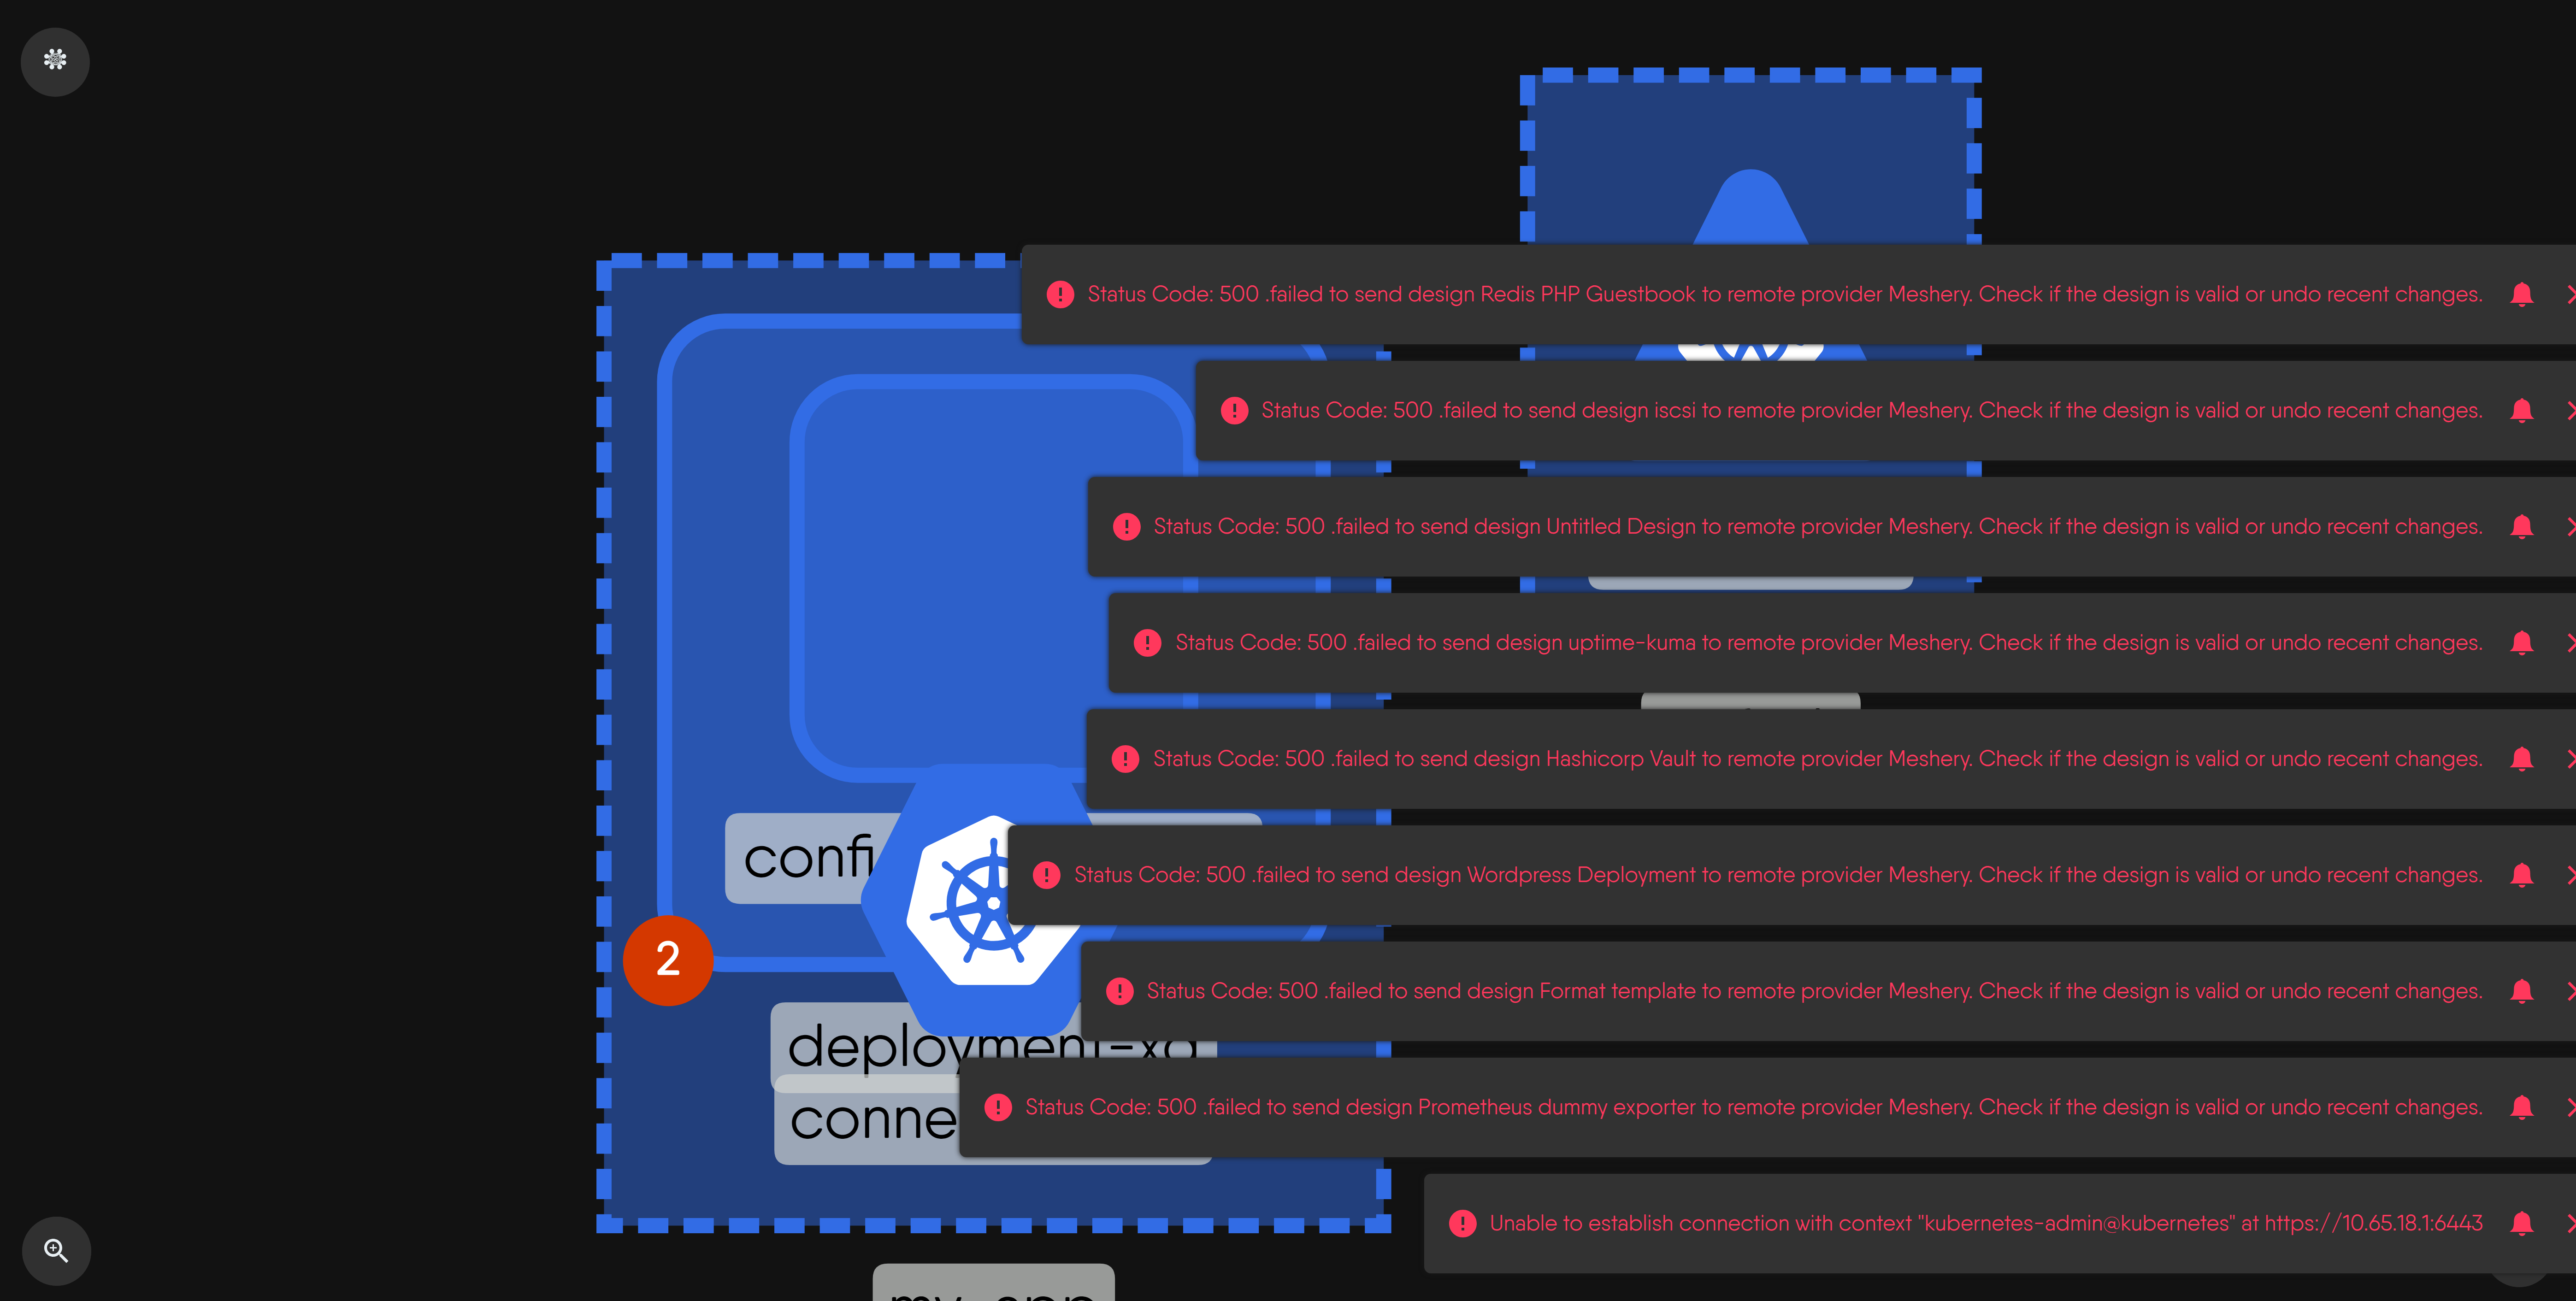 Status Code: 500 .failed to send design Redis PHP Guestbook to remote provider Meshery. Check if the design is valid or undo recent changes.
Status Code: 500 .failed to send design iscsi to remote provider Meshery. Check if the design is valid or undo recent changes.
Status Code: 500 .failed to send design Untitled Design to remote provider Meshery. Check if the design is valid or undo recent changes.
Status Code: 500 .failed to send design uptime-kuma to remote provider Meshery. Check if the design is valid or undo recent changes.
Status Code: 500 .failed to send design Hashicorp Vault to remote provider Meshery. Check if the design is valid or undo recent changes.
confi
Status Code: 500 .failed to send design Wordpress Deployment to remote provider Meshery. Check if the design is valid or undo recent changes.
2
Status Code: 500 .failed to send design Format template to remote provider Meshery. Check if the design is valid or undo recent changes.
deployment-xd
conne
Status Code: 500 .failed to send design Prometheus dummy exporter to remote provider Meshery. Check if the design is valid or undo recent changes.
Unable to establish connection with context "kubernetes-admin@kubernetes" at https://10.65.18.1:6443